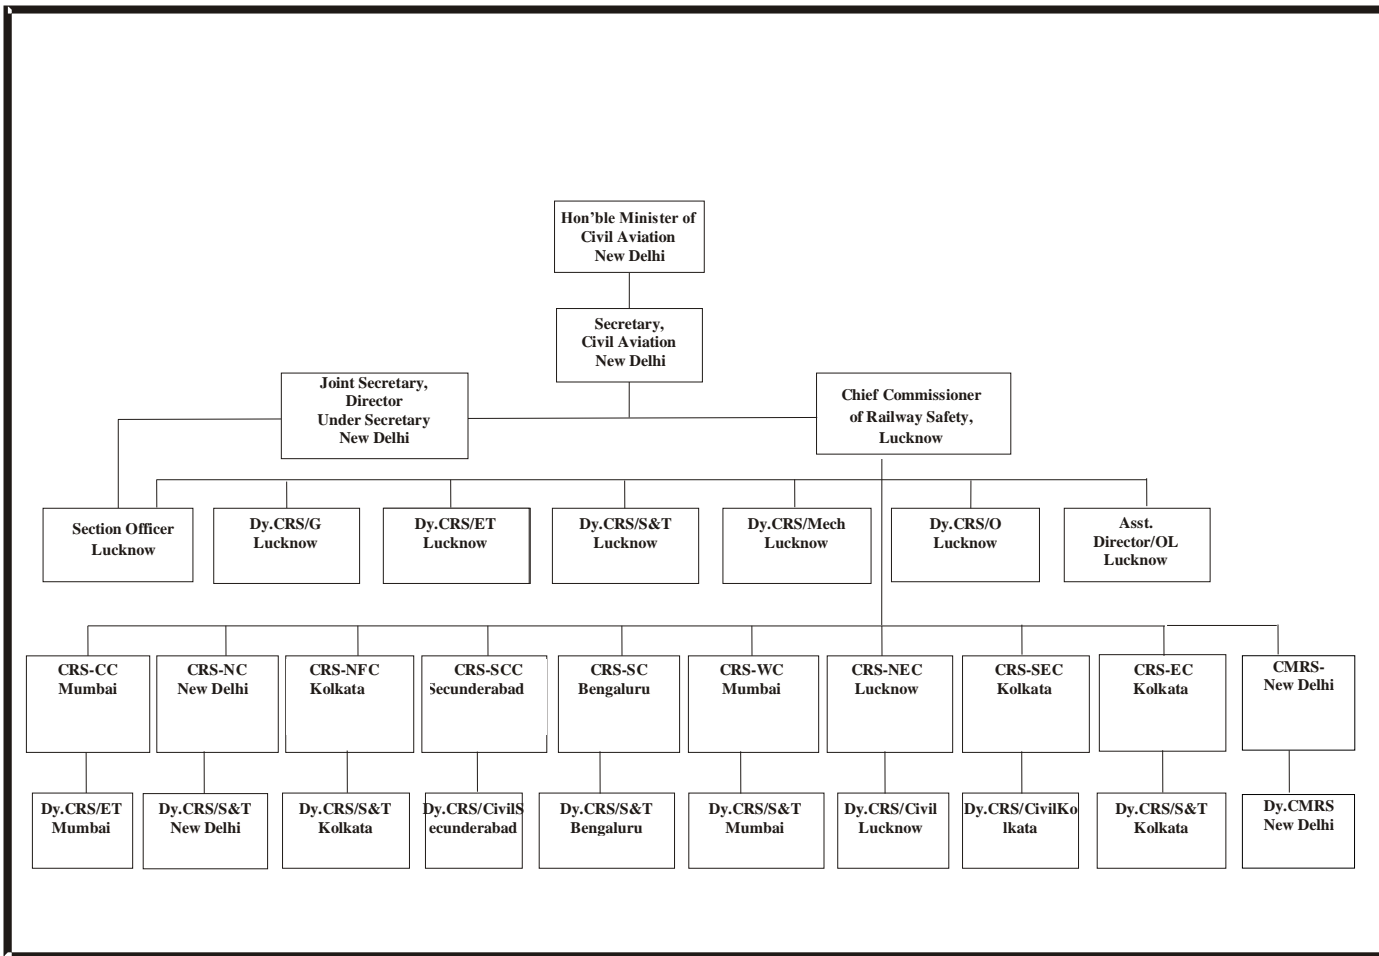 Hon'ble Minister of
Civil Aviation
New Delhi
Secretary,
Civil Aviation
New Delhi
Joint Secretary,
Director
Under Secretary
New Delhi
Chief Commissioner
of Railway Safety,
Lucknow
Section Officer
Lucknow
Dy.CRS/G
Lucknow
Dy.CRS/ET
Lucknow
Dy.CRS/S&T
Lucknow
Dy.CRS/Mech
Lucknow
Dy.CRS/O
Lucknow
Asst.
Director/OL
Lucknow
CRS-CC
Mumbai
CRS-NC
New Delhi
CRS-NFC
Kolkata
CRS-SCC
Secunderabad
CRS-SC
Bengaluru
CRS-WC
Mumbai
CRS-NEC
Lucknow
CRS-SEC
Kolkata
CRS-EC
Kolkata
CMRS-
New Delhi
Dy.CRS/ET
Mumbai
Dy.CRS/S&T
New Delhi
Dy.CRS/S&T
Kolkata
Dy.CRS/CivilS
ecunderabad
Dy.CRS/S&T
Bengaluru
Dy.CRS/S&T
Mumbai
Dy.CRS/Civil
Lucknow
Dy.CRS/CivilKo
lkata
Dy.CRS/S&T
Kolkata
Dy.CMRS
New Delhi